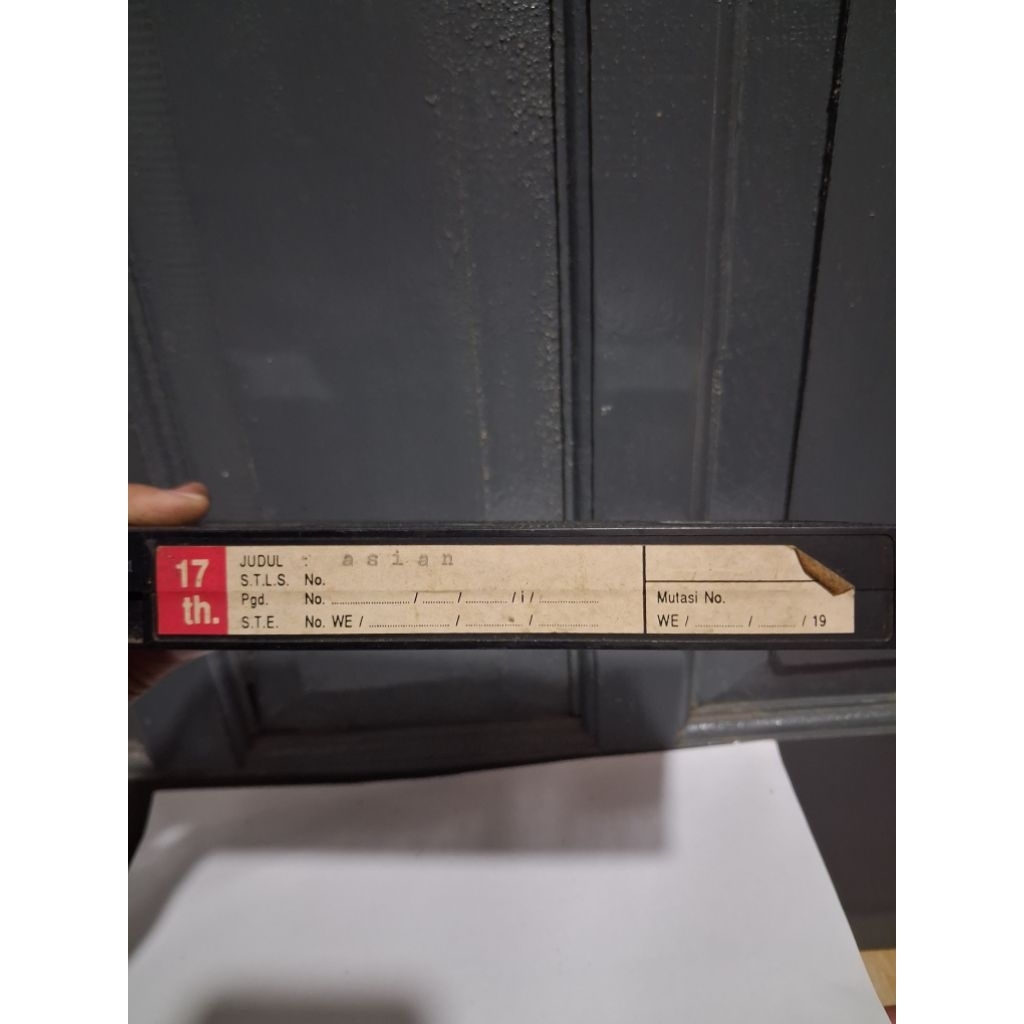 17
th.
JUDUL : asian
S.T.L.S. No.
Pgd. No. ............/......../........../i/..............
S.T.E. No. WE /................/............../..............
Mutasi No.
WE /............/........../ 19